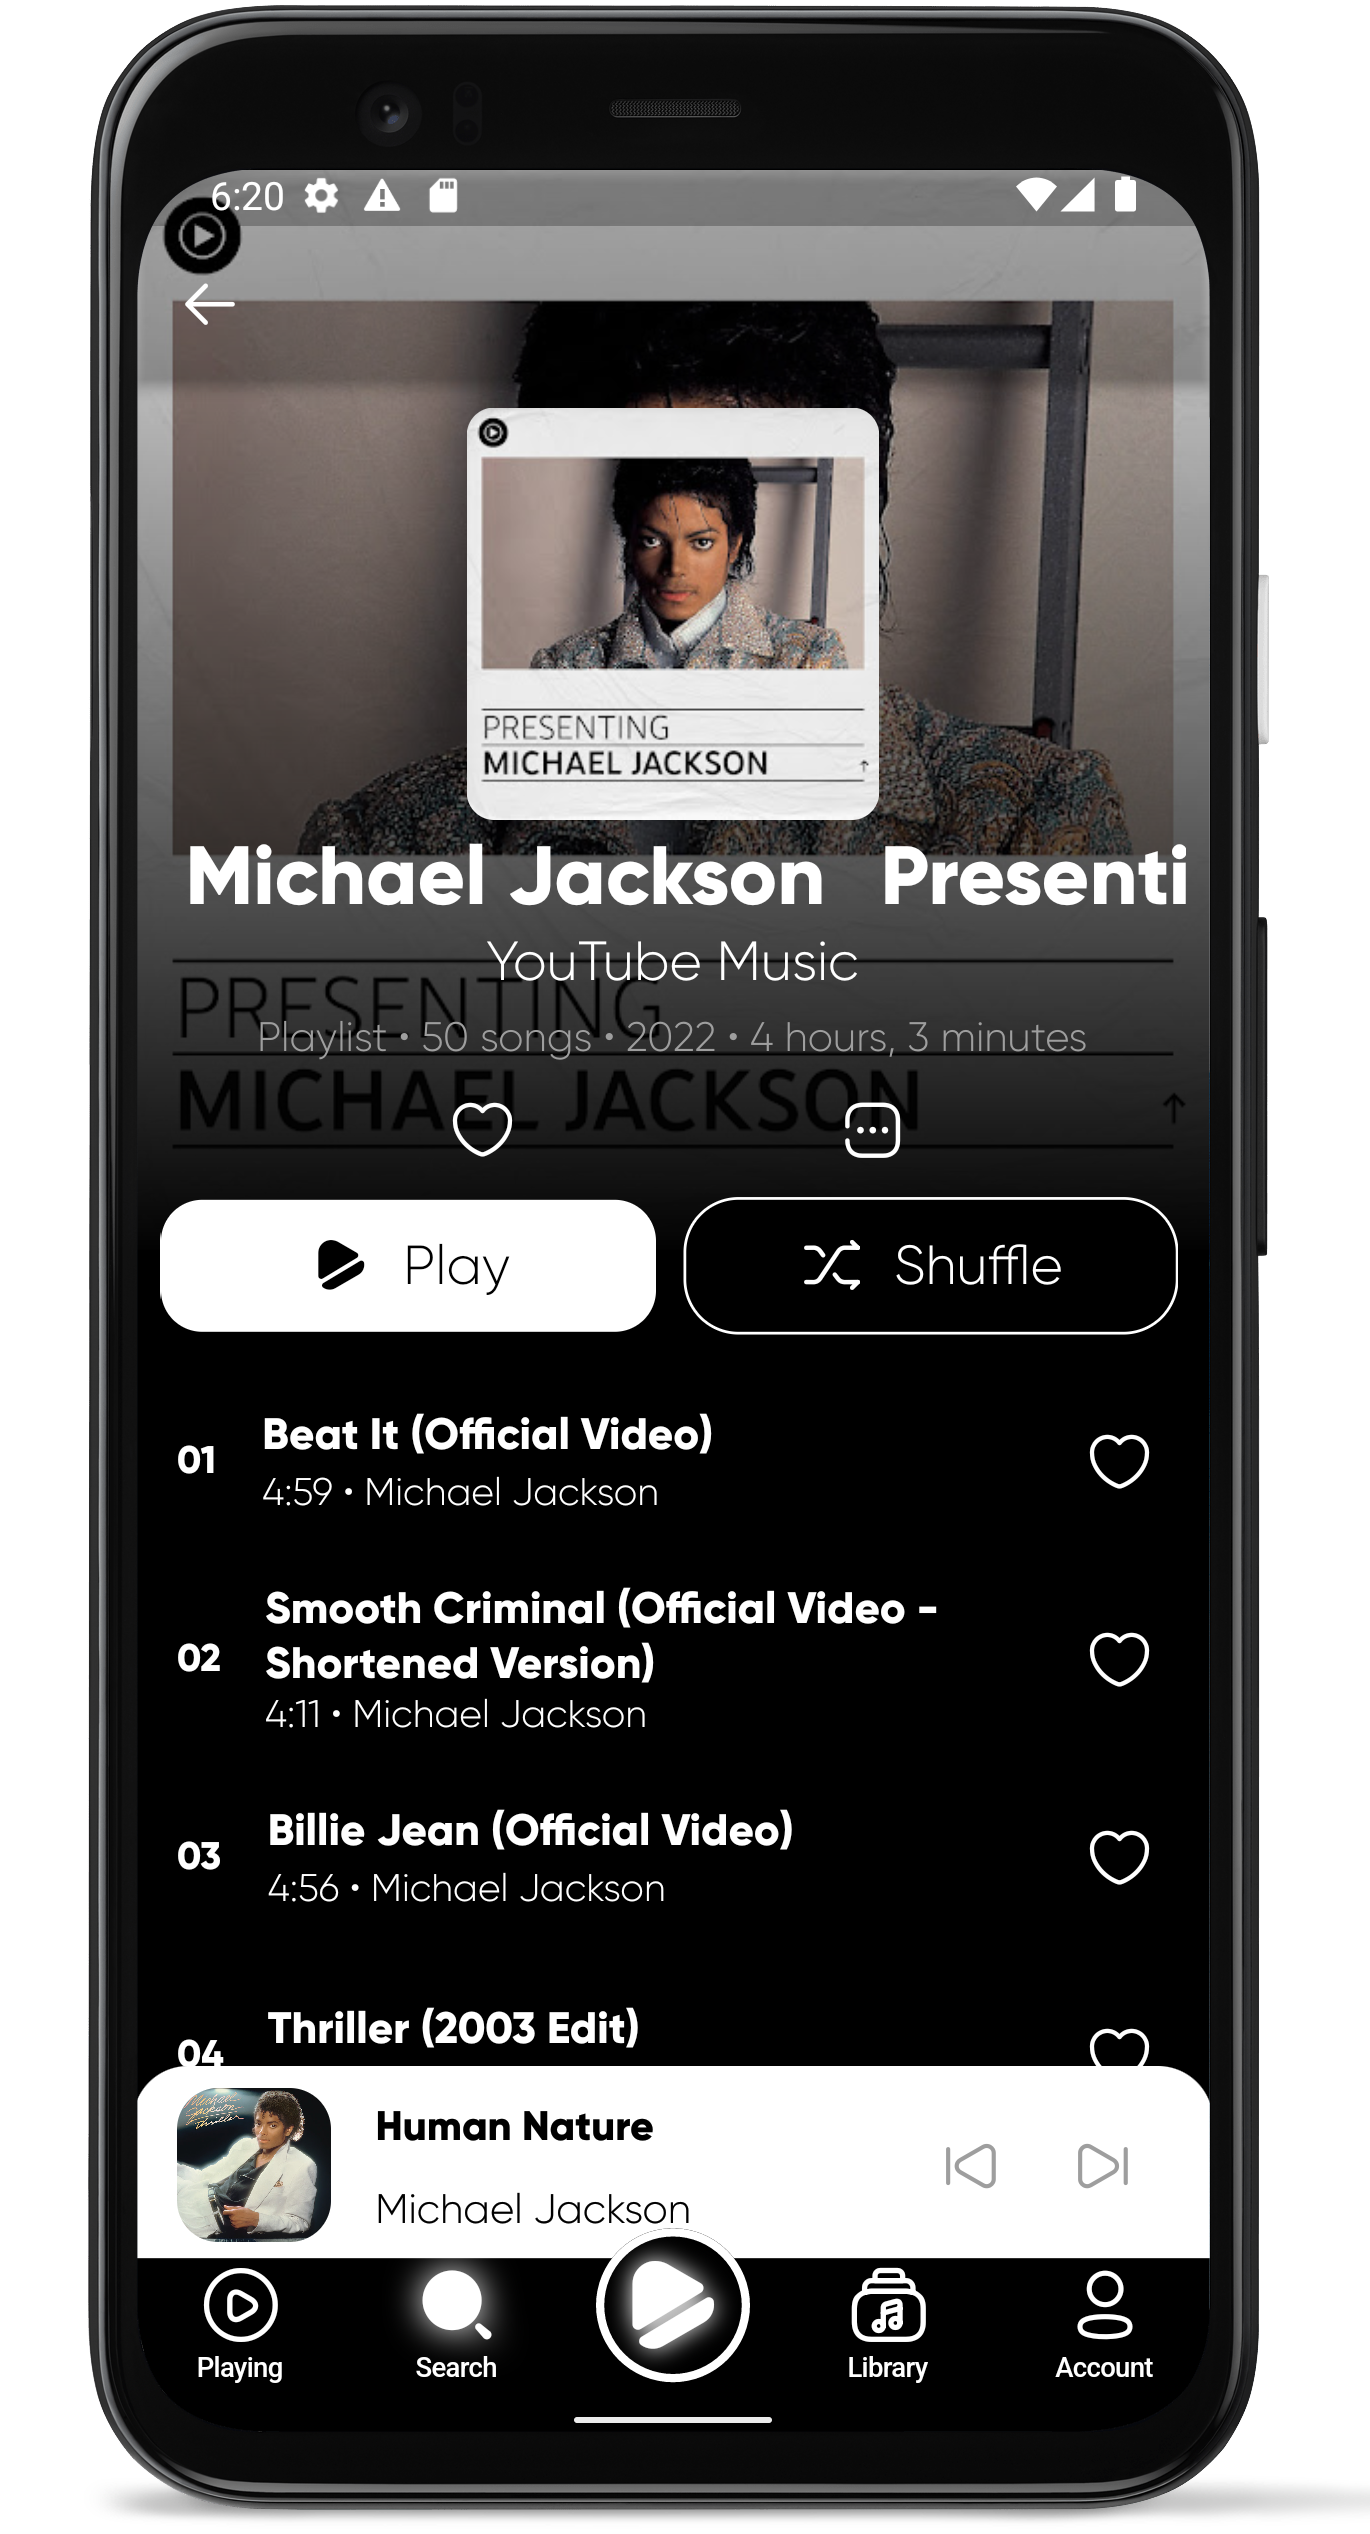 6:20
PRESENTING
MICHAEL JACKSON
Michael Jackson Presenti
YouTube Music
PRESENTING
Playlist • 50 songs • 2022 • 4 hours, 3 minutes
MICHAEL JACKSON
Play
Shuffle
01
Beat It (Official Video)
4:59 • Michael Jackson
02
Smooth Criminal (Official Video -
Shortened Version)
4:11 • Michael Jackson
03
Billie Jean (Official Video)
4:56 • Michael Jackson
04
Thriller (2003 Edit)
Michael
Jackson
Thriller
Human Nature
Michael Jackson
Playing
Search
Library
Account